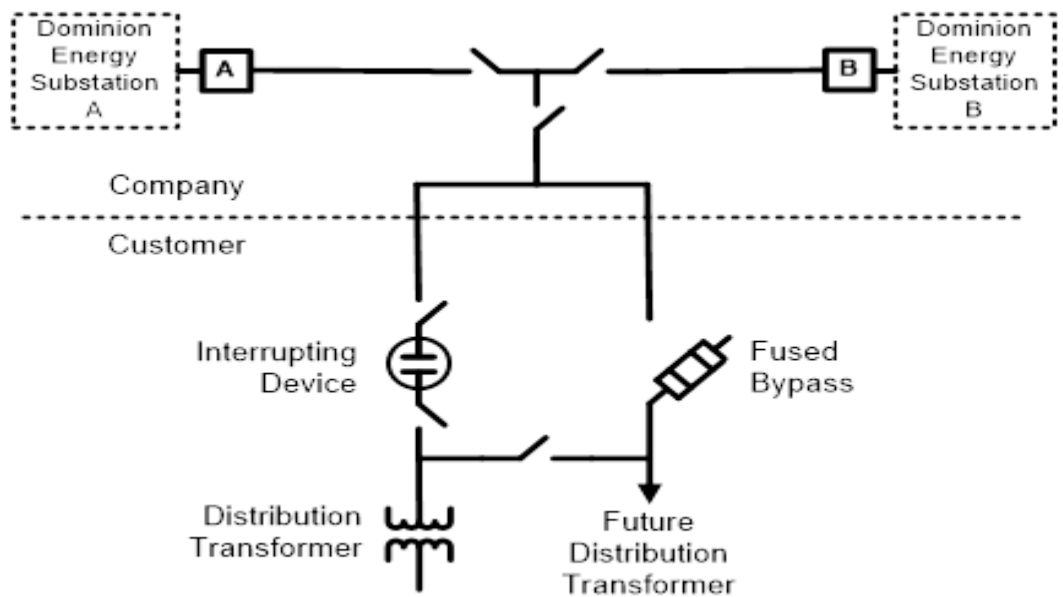 Dominion
Energy
Substation
A
A
B
Dominion
Energy
Substation
B
Company
Customer
Interrupting
Device
Fused
Bypass
Distribution
Transformer
Future
Distribution
Transformer